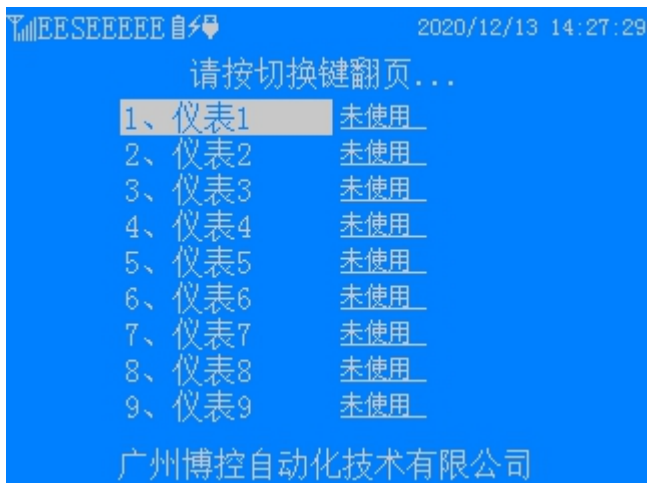 EESEEEEE 2020/12/13 14:27:29
请按切换键翻页...
1、仪表1 未使用
2、仪表2 未使用
3、仪表3 未使用
4、仪表4 未使用
5、仪表5 未使用
6、仪表6 未使用
7、仪表7 未使用
8、仪表8 未使用
9、仪表9 未使用
广州博控自动化技术有限公司